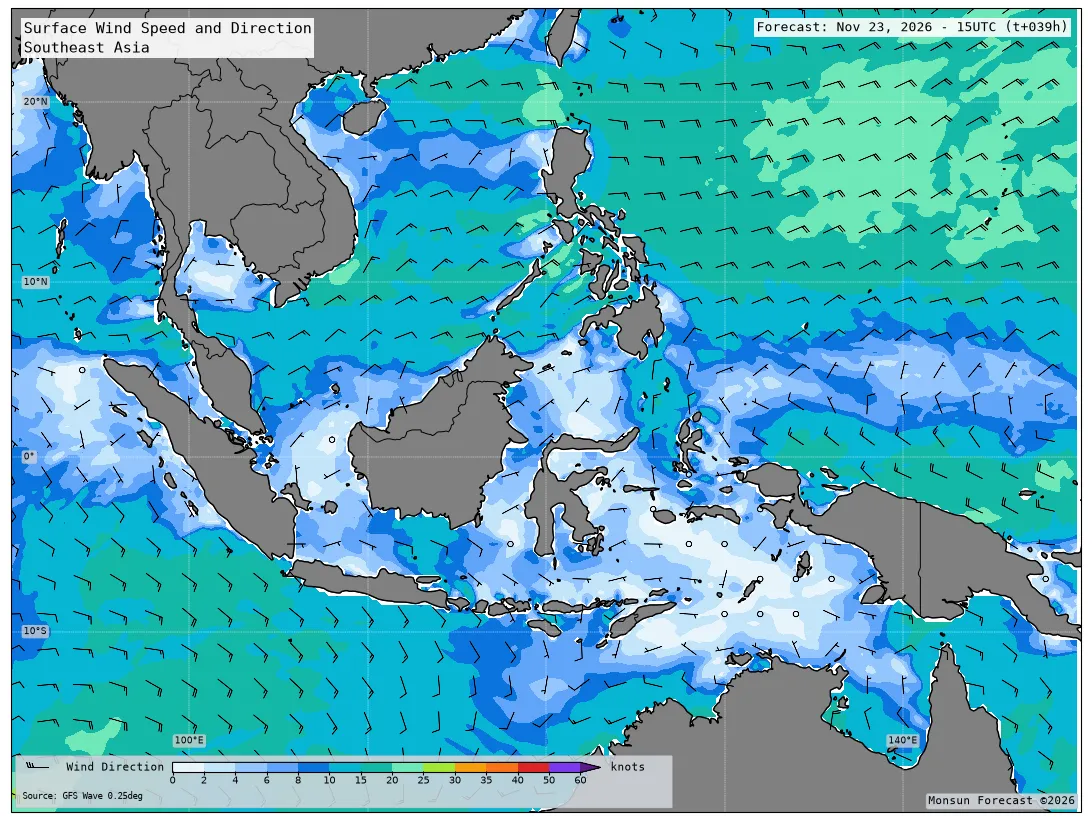 Surface Wind Speed and Direction
Southeast Asia
Forecast: Nov 23, 2026 - 15UTC (t+039h)
20°N
10°N
0°
10°S
100°E
140°E
Wind Direction
0 2 4 6 8 10 15 20 25 30 35 40 50 60
knots
Source: GFS Wave 0.25deg
Monsun Forecast ©2026